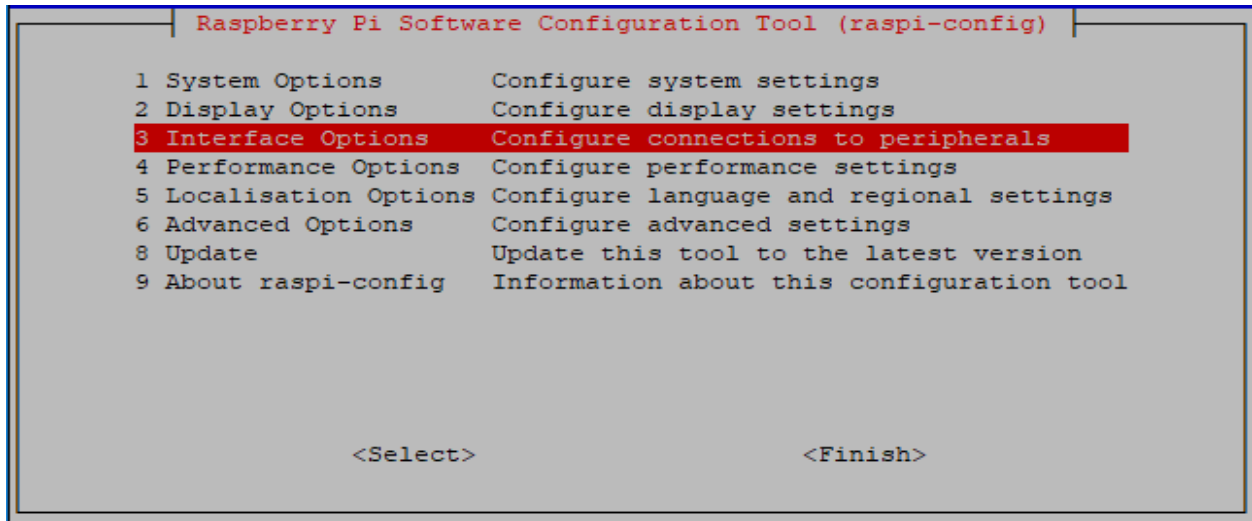 Raspberry Pi Software Configuration Tool (raspi-config)
1 System Options Configure system settings
2 Display Options Configure display settings
3 Interface Options Configure connections to peripherals
4 Performance Options Configure performance settings
5 Localisation Options Configure language and regional settings
6 Advanced Options Configure advanced settings
8 Update Update this tool to the latest version
9 About raspi-config Information about this configuration tool
<Select> <Finish>